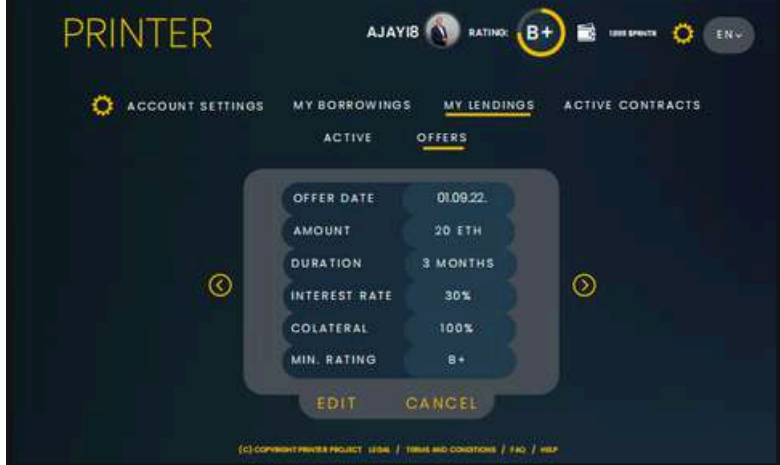 PRINTER
AJAYI8 RATING: B+ SPRINTR EN
ACCOUNT SETTINGS MY BORROWINGS MY LENDINGS ACTIVE CONTRACTS
ACTIVE OFFERS
OFFER DATE 01.09.22.
AMOUNT 20 ETH
DURATION 3 MONTHS
INTEREST RATE 30%
COLATERAL 100%
MIN. RATING B+
EDIT CANCEL
(C) COPYRIGHT PRINTER PROJECT LEGAL / TERMS AND CONDITIONS / FAQ / HELP